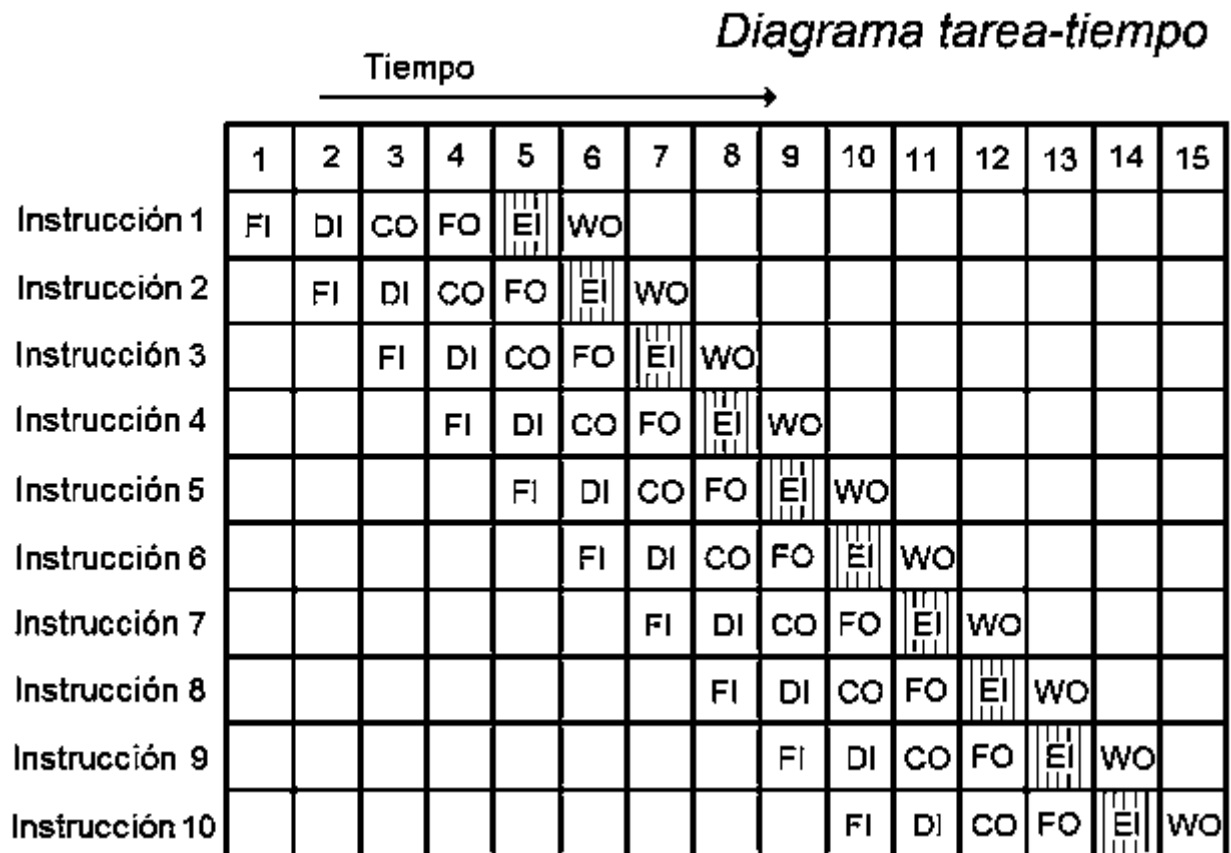 Diagrama tarea-tiempo
Tiempo
1 2 3 4 5 6 7 8 9 10 11 12 13 14 15
Instrucción 1 FI DI CO FO EI WO
Instrucción 2 FI DI CO FO EI WO
Instrucción 3 FI DI CO FO EI WO
Instrucción 4 FI DI CO FO EI WO
Instrucción 5 FI DI CO FO EI WO
Instrucción 6 FI DI CO FO EI WO
Instrucción 7 FI DI CO FO EI WO
Instrucción 8 FI DI CO FO EI WO
Instrucción 9 FI DI CO FO EI WO
Instrucción 10 FI DI CO FO EI WO